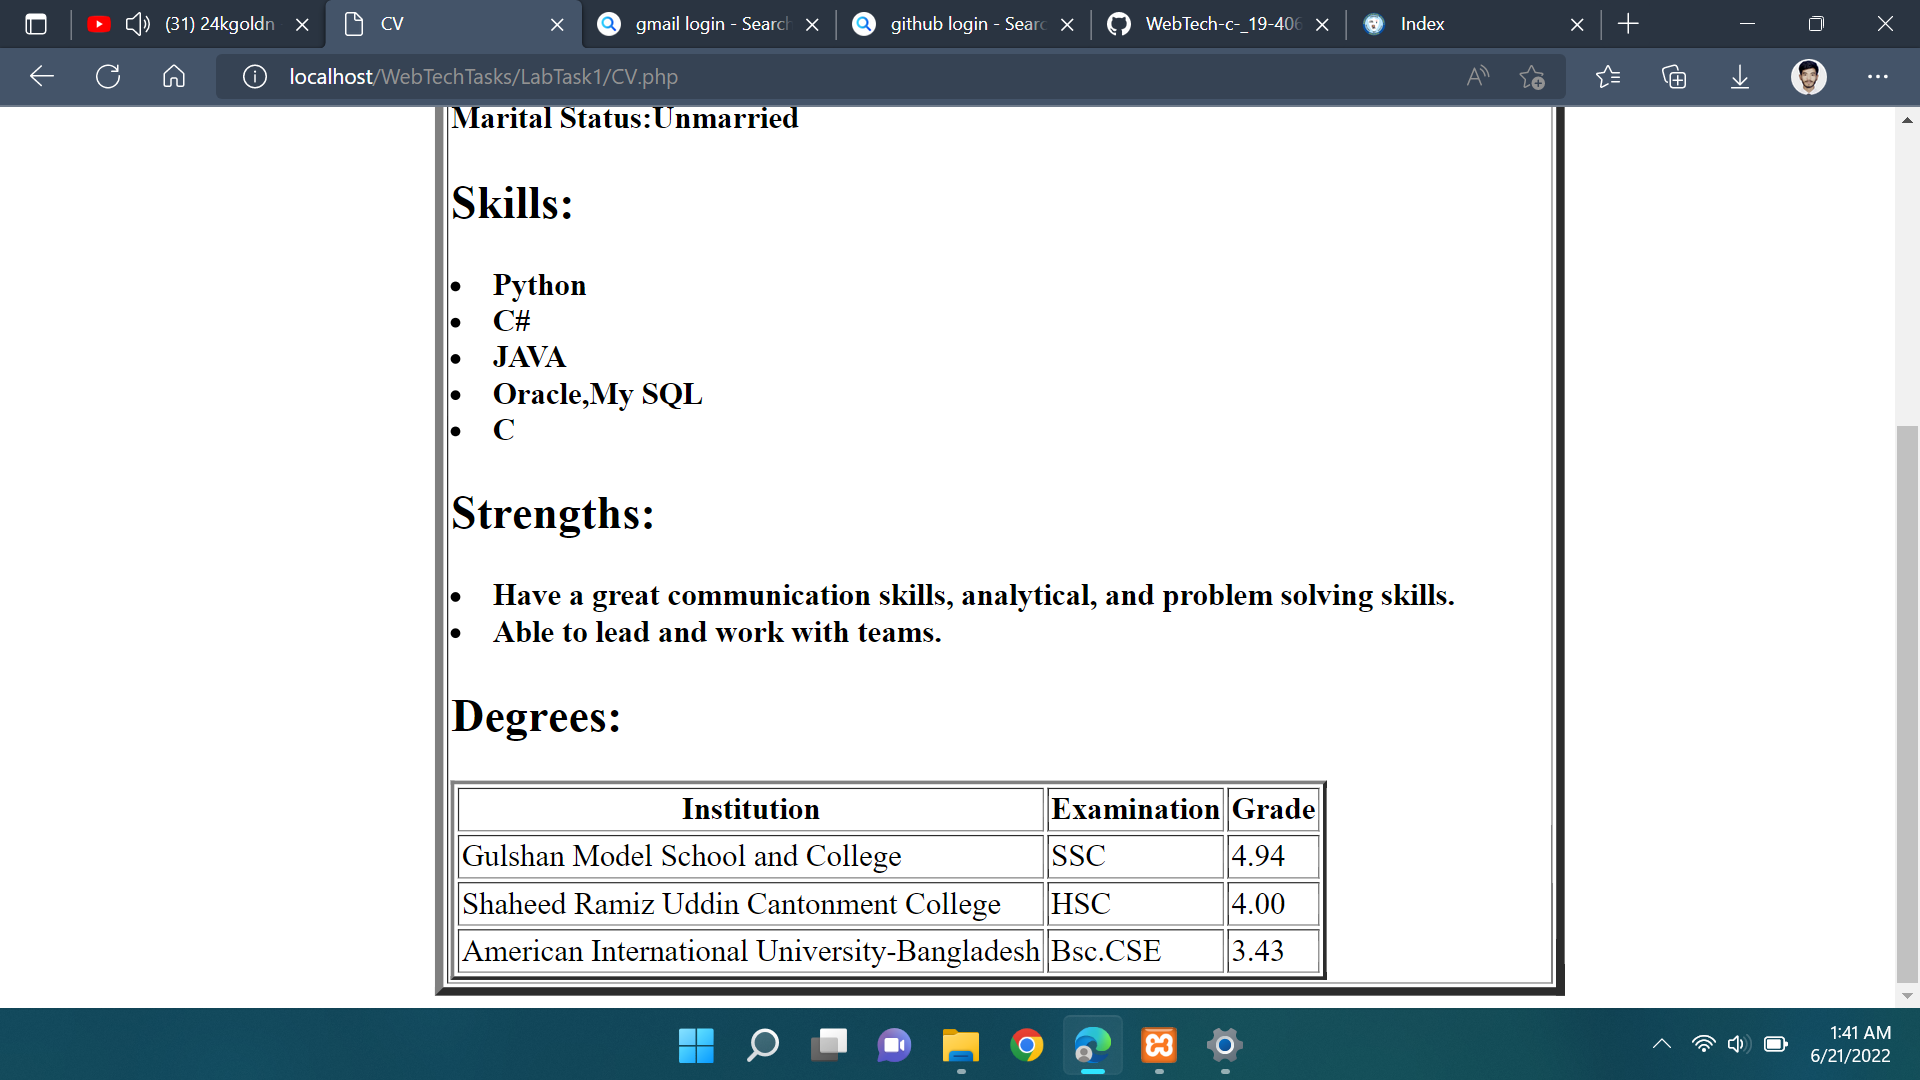 (31) 24kgoldn
CV
gmail login - Search
github login - Searc
WebTech-c-_19-406
Index
localhost/WebTechTasks/LabTask1/CV.php
Marital Status:Unmarried
Skills:
Python
C#
JAVA
Oracle,My SQL
C
Strengths:
Have a great communication skills, analytical, and problem solving skills.
Able to lead and work with teams.
Degrees:
Institution Examination Grade
Gulshan Model School and College SSC 4.94
Shaheed Ramiz Uddin Cantonment College HSC 4.00
American International University-Bangladesh Bsc.CSE 3.43
1:41 AM
6/21/2022